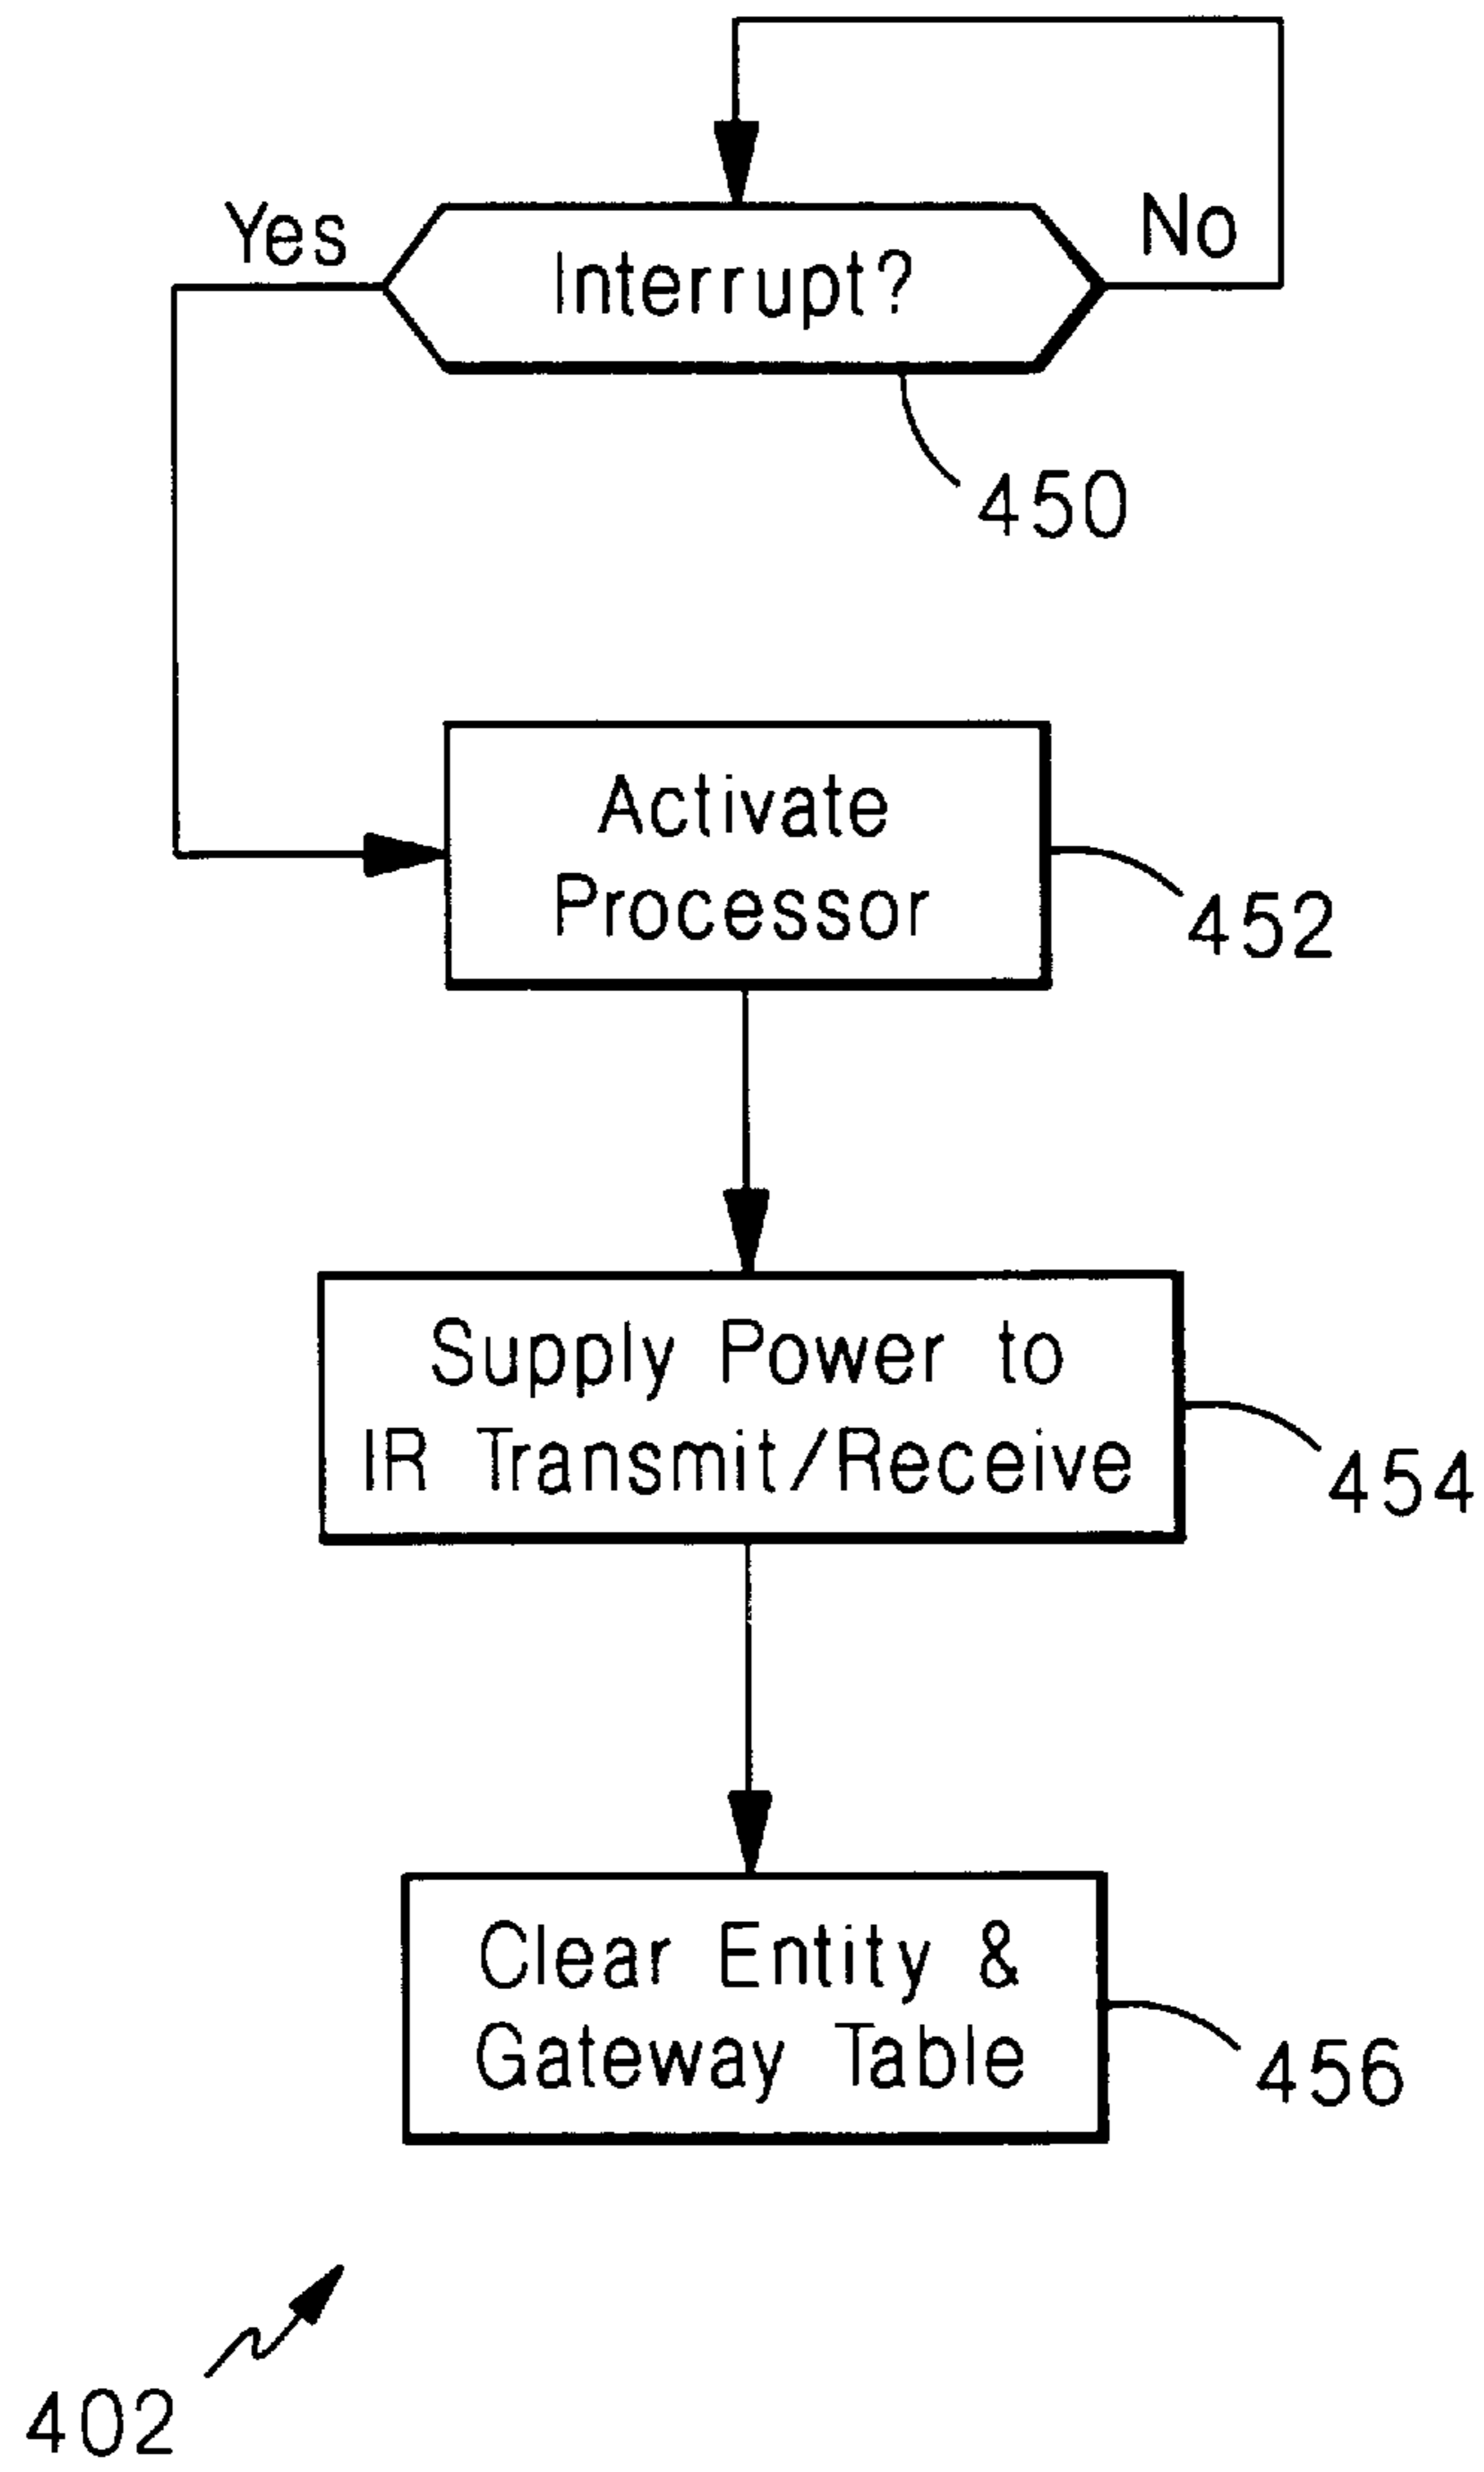 Yes
No
Interrupt?
450
Activate
Processor
452
Supply Power to
IR Transmit/Receive
454
Clear Entity &
Gateway Table
456
402